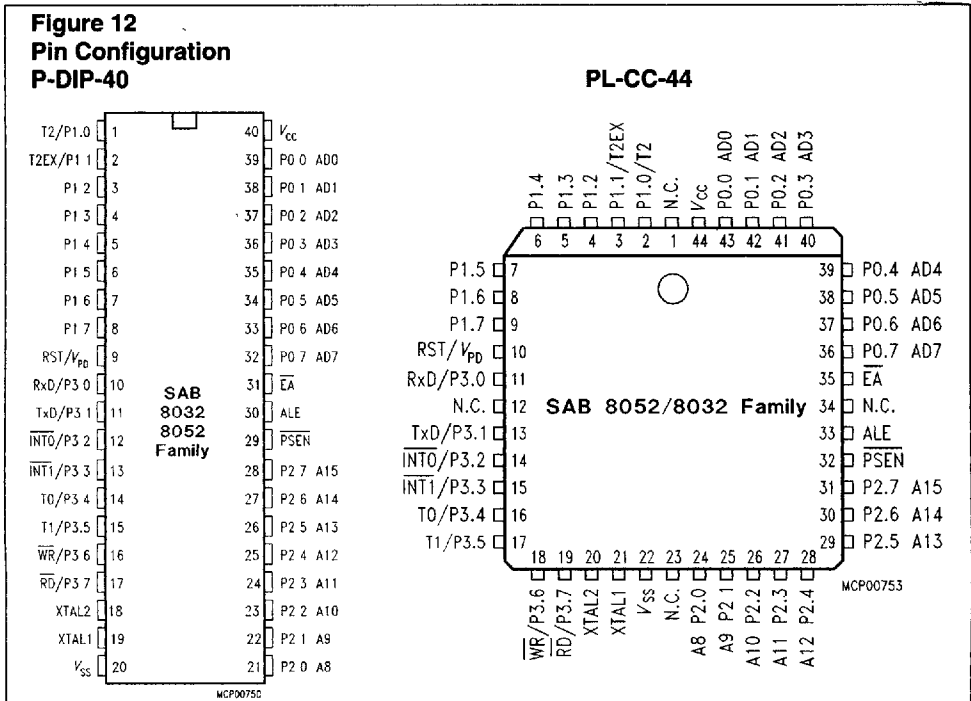 Figure 12
Pin Configuration
P-DIP-40
PL-CC-44
T2/P1.0 1 40 Vcc
T2EX/P1 1 2 39 P0 0 AD0
P1 2 3 38 P0 1 AD1
P1 3 4 37 P0 2 AD2
P1 4 5 36 P0 3 AD3
P1 5 6 35 P0 4 AD4
P1 6 7 34 P0 5 AD5
P1 7 8 33 P0 6 AD6
RST/VPD 9 32 P0 7 AD7
RxD/P3 0 10 31 EA
TxD/P3 1 11 30 ALE
INT0/P3 2 12 29 PSEN
INT1/P3 3 13 28 P2 7 A15
T0/P3 4 14 27 P2 6 A14
T1/P3.5 15 26 P2 5 A13
WR/P3 6 16 25 P2 4 A12
RD/P3 7 17 24 P2 3 A11
XTAL2 18 23 P2 2 A10
XTAL1 19 22 P2 1 A9
VSS 20 21 P2 0 A8
SAB
8032
8052
Family
MCP00750
P1.4 P1.3 P1.2 P1.1/T2EX P1.0/T2 N.C. Vcc P0.0 AD0 P0.1 AD1 P0.2 AD2 P0.3 AD3
6 5 4 3 2 1 44 43 42 41 40
P1.5 7 39 P0.4 AD4
P1.6 8 38 P0.5 AD5
P1.7 9 37 P0.6 AD6
RST/VPD 10 36 P0.7 AD7
RxD/P3.0 11 35 EA
N.C. 12 SAB 8052/8032 Family 34 N.C.
TxD/P3.1 13 33 ALE
INT0/P3.2 14 32 PSEN
INT1/P3.3 15 31 P2.7 A15
T0/P3.4 16 30 P2.6 A14
T1/P3.5 17 29 P2.5 A13
18 19 20 21 22 23 24 25 26 27 28
WR/P3.6 RD/P3.7 XTAL2 XTAL1 VSS N.C. A8 P2.0 A9 P2 1 A10 P2.2 A11 P2.3 A12 P2.4
MCP00753